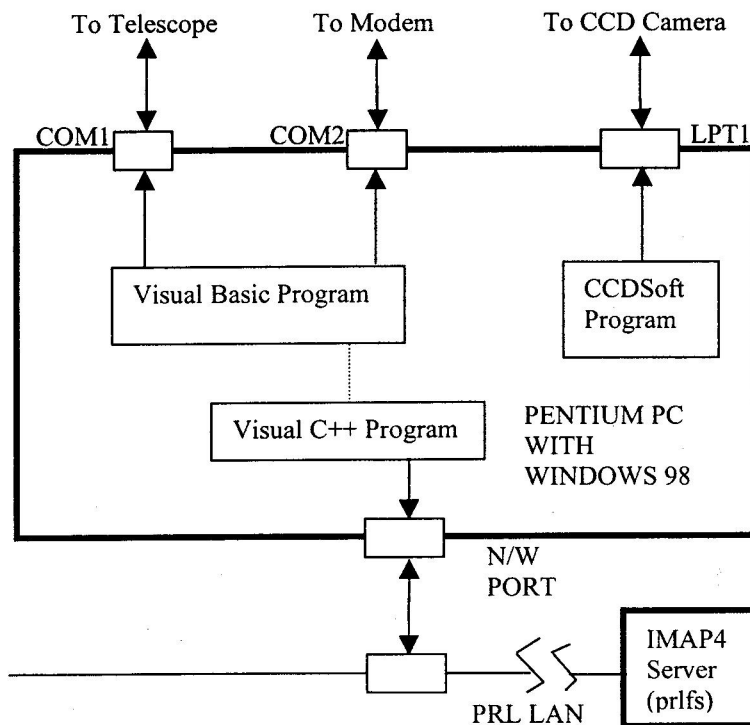 To Telescope
To Modem
To CCD Camera
COM1
COM2
LPT1
Visual Basic Program
CCDSoft
Program
Visual C++ Program
PENTIUM PC
WITH
WINDOWS 98
N/W
PORT
IMAP4
Server
(prlfs)
PRL LAN